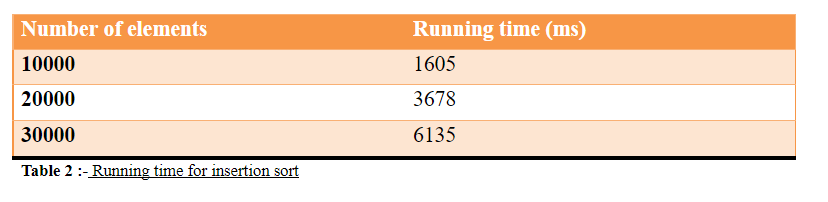 Number of elements Running time (ms)
10000 1605
20000 3678
30000 6135
Table 2 :- Running time for insertion sort